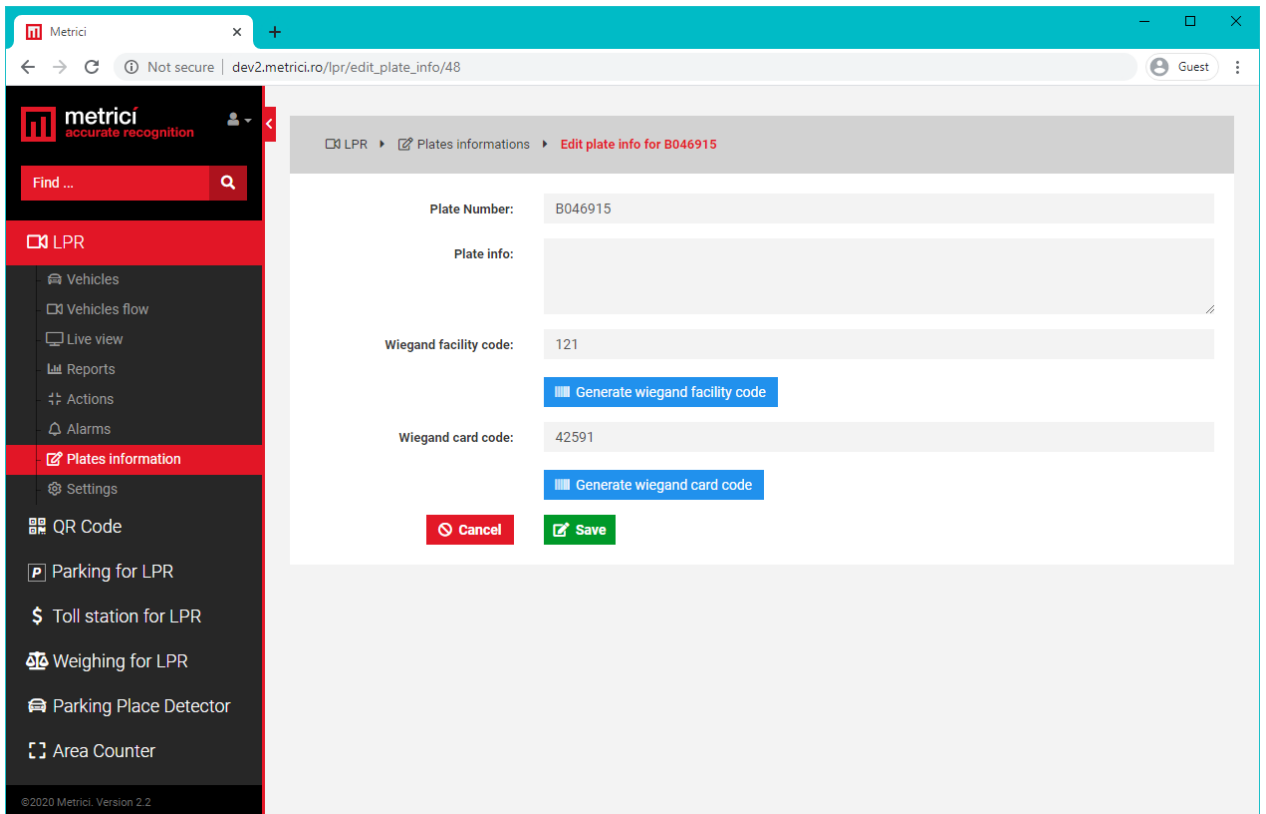 Metrici
Not secure | dev2.metrici.ro/lpr/edit_plate_info/48
Guest
metrici
accurate recognition
Find ...
LPR
Vehicles
Vehicles flow
Live view
Reports
Actions
Alarms
Plates information
Settings
QR Code
Parking for LPR
Toll station for LPR
Weighing for LPR
Parking Place Detector
Area Counter
©2020 Metrici. Version 2.2
LPR Plates informations Edit plate info for B046915
Plate Number: B046915
Plate info:
Wiegand facility code: 121
Generate wiegand facility code
Wiegand card code: 42591
Generate wiegand card code
Cancel Save